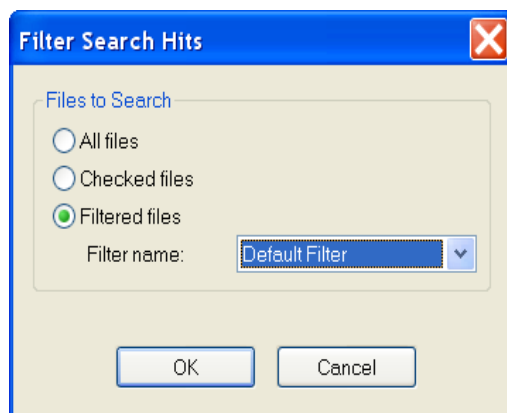 Filter Search Hits
Files to Search
All files
Checked files
Filtered files
Filter name: Default Filter
OK Cancel